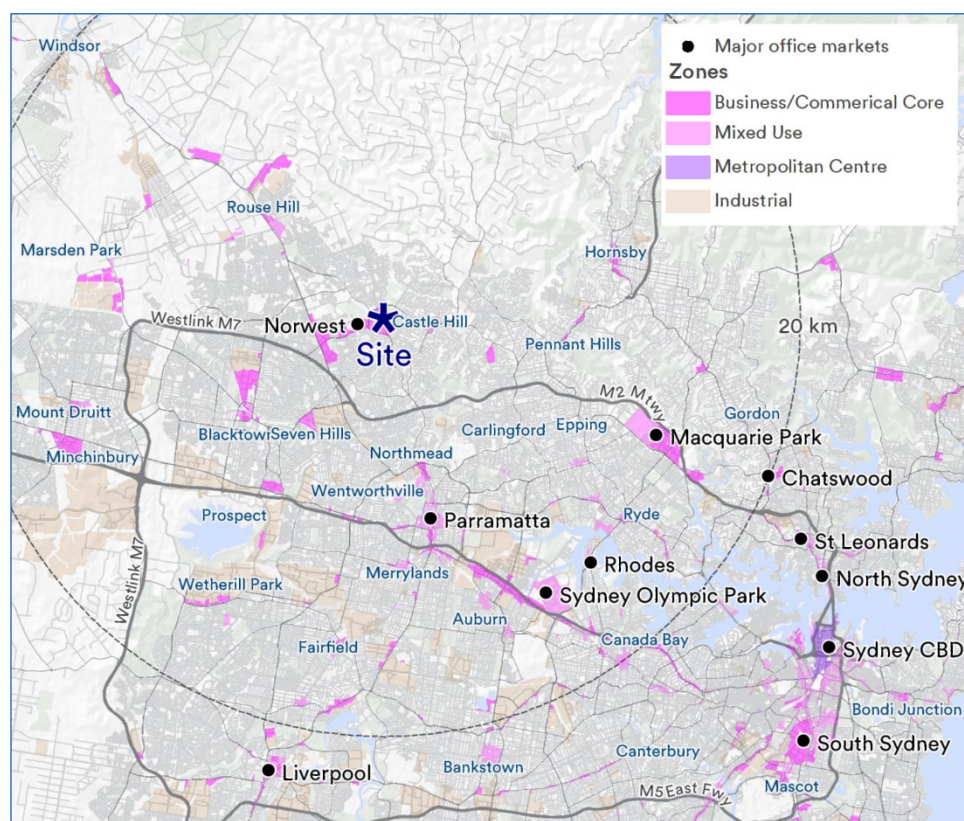 Windsor
Major office markets
Zones
Business/Commerical Core
Mixed Use
Metropolitan Centre
Industrial
Rouse Hill
Marsden Park
Hornsby
Westlink M7
Norwest
Castle Hill
20 km
Site
Pennant Hills
M2 Mtwy
Mount Druitt
Gordon
Blacktown
Seven Hills
Carlingford
Epping
Macquarie Park
Minchinbury
Northmead
Chatswood
Wentworthville
Prospect
Parramatta
Ryde
St Leonards
Westlink M7
Merrylands
Rhodes
North Sydney
Wetherill Park
Sydney Olympic Park
Auburn
Canada Bay
Fairfield
Sydney CBD
Bondi Junction
South Sydney
Canterbury
Liverpool
Bankstown
Mascot
M5 East Fwy